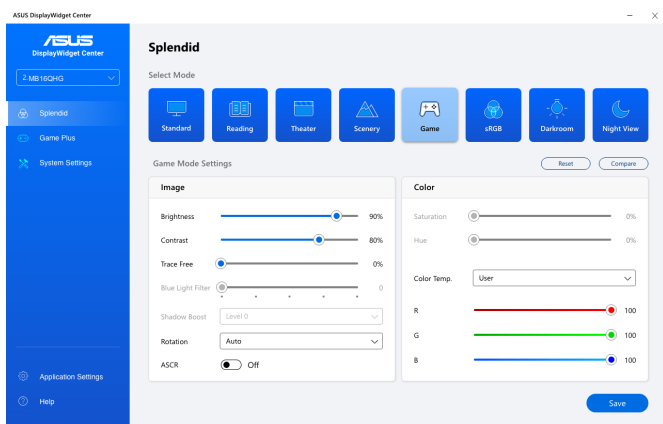 ASUS DisplayWidget Center
ASUS
DisplayWidget Center
2.MB16QHG
Splendid
Game Plus
System Settings
Application Settings
Help
Splendid
Select Mode
Standard
Reading
Theater
Scenery
Game
sRGB
Darkroom
Night View
Game Mode Settings
Reset
Compare
Image
Brightness 90%
Contrast 80%
Trace Free 0%
Blue Light Filter 0
Shadow Boost Level 0
Rotation Auto
ASCR Off
Color
Saturation 0%
Hue 0%
Color Temp. User
R 100
G 100
B 100
Save